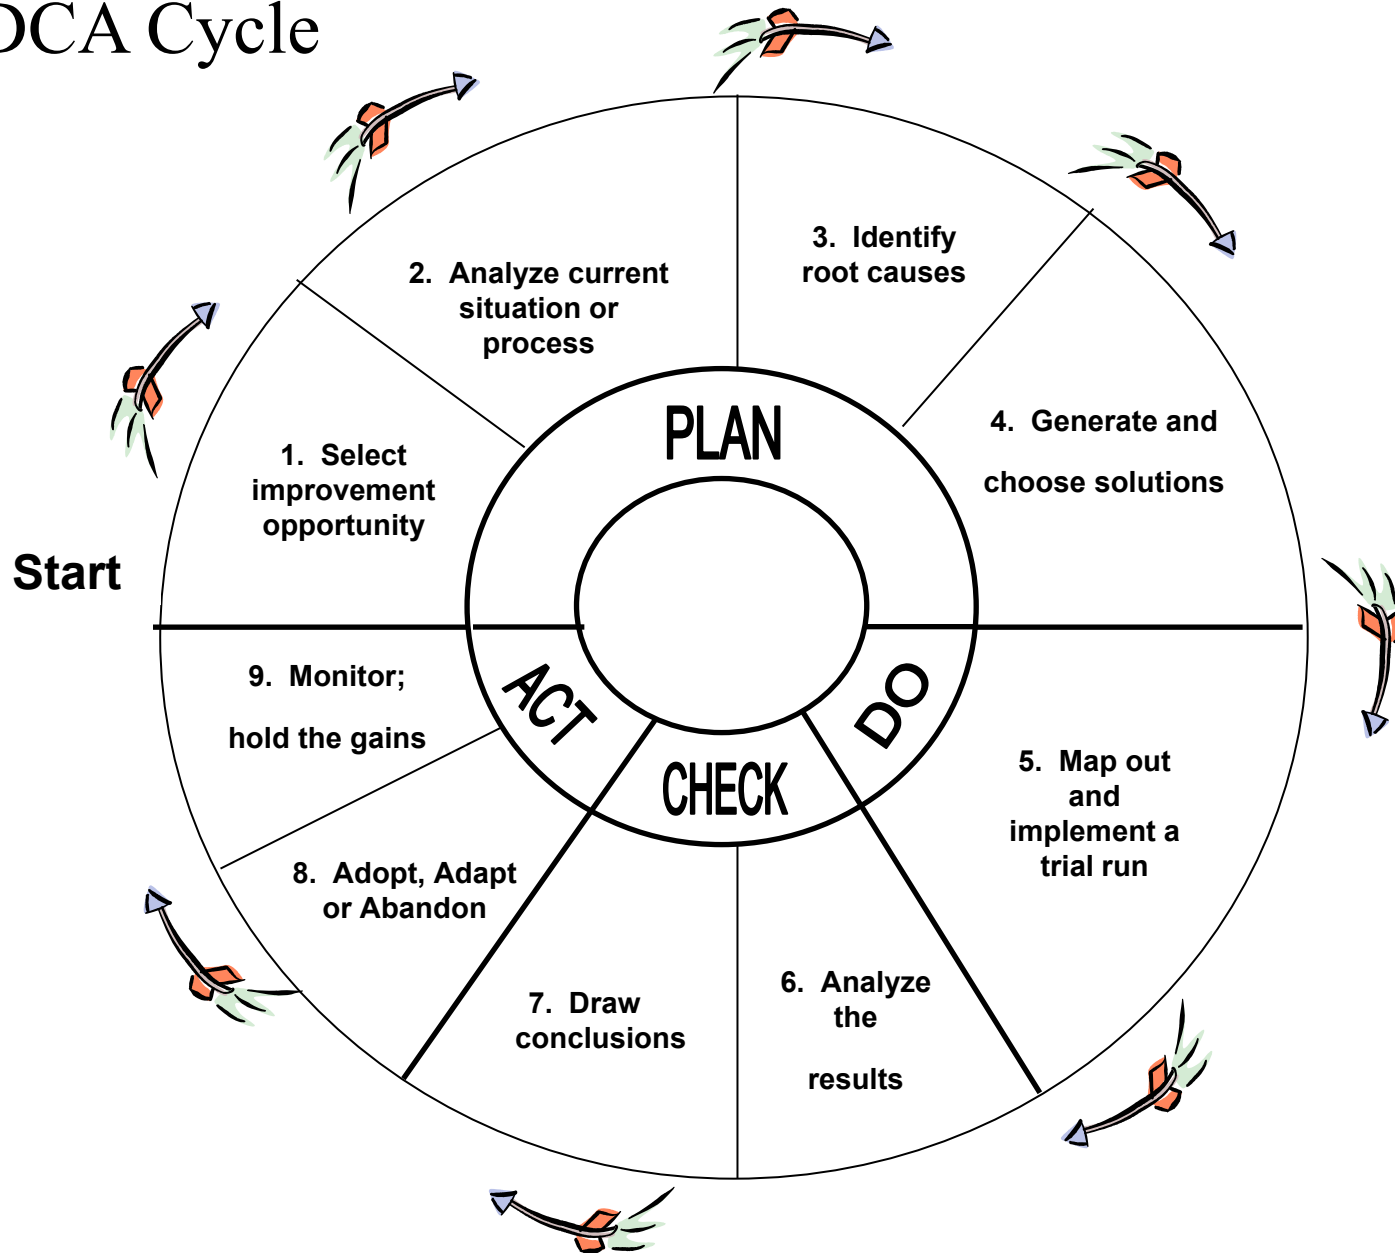 DCA Cycle
3. Identify
root causes
2. Analyze current
situation or
process
PLAN
4. Generate and
choose solutions
1. Select
improvement
opportunity
Start
9. Monitor;
hold the gains
ACT
DO
CHECK
5. Map out
and
implement a
trial run
8. Adopt, Adapt
or Abandon
6. Analyze
the
results
7. Draw
conclusions